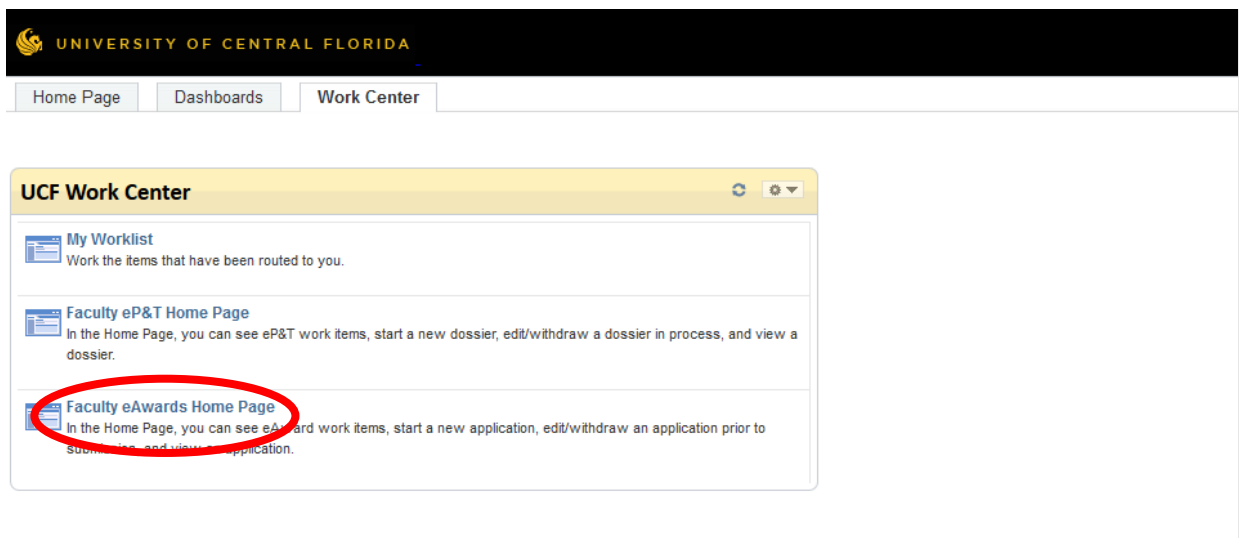 UNIVERSITY OF CENTRAL FLORIDA
Home Page Dashboards Work Center
UCF Work Center
My Worklist
Work the items that have been routed to you.
Faculty eP&T Home Page
In the Home Page, you can see eP&T work items, start a new dossier, edit/withdraw a dossier in process, and view a
dossier.
Faculty eAwards Home Page
In the Home Page, you can see eAward work items, start a new application, edit/withdraw an application prior to
submission, and view an application.